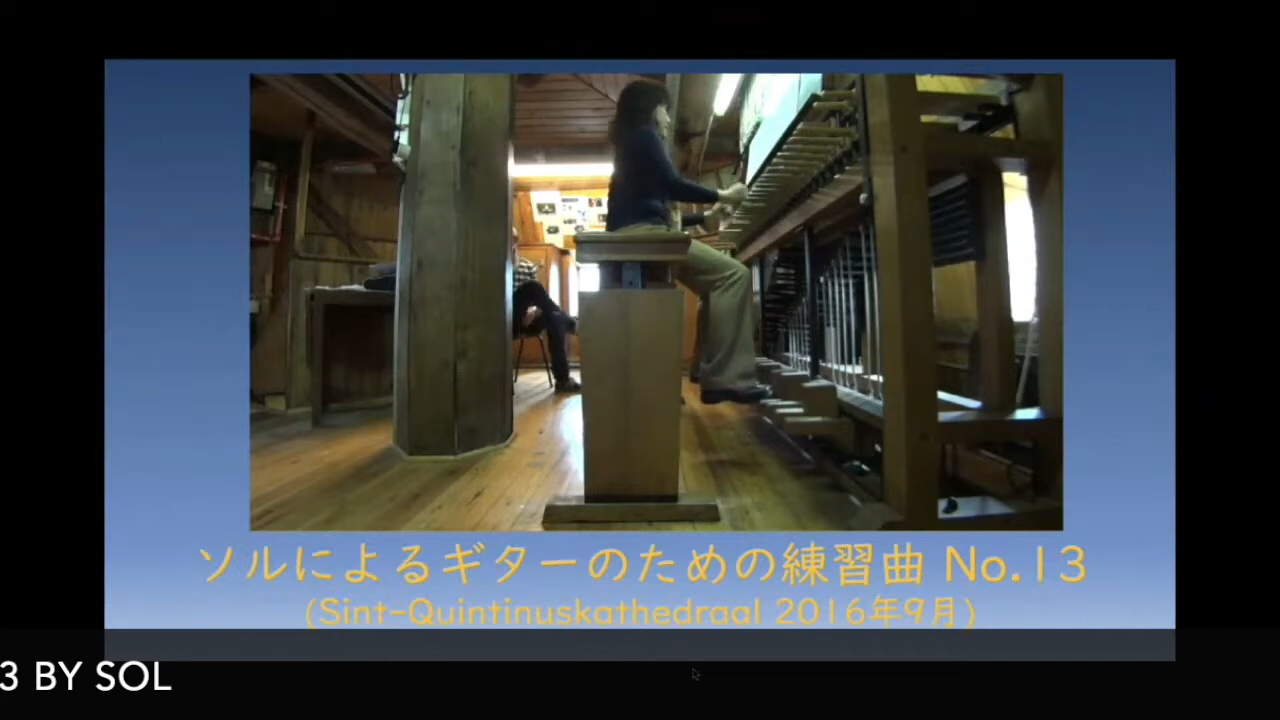 ソルによるギターのための練習曲 No.13
(Sint-Quintinuskathedraal 2016年9月)
3 BY SOL